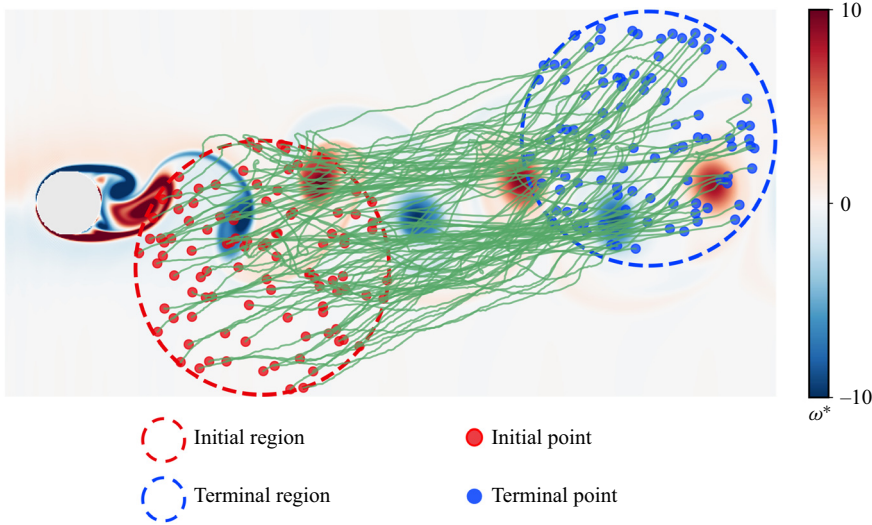 10
0
–10
ω*
Initial region
Initial point
Terminal region
Terminal point